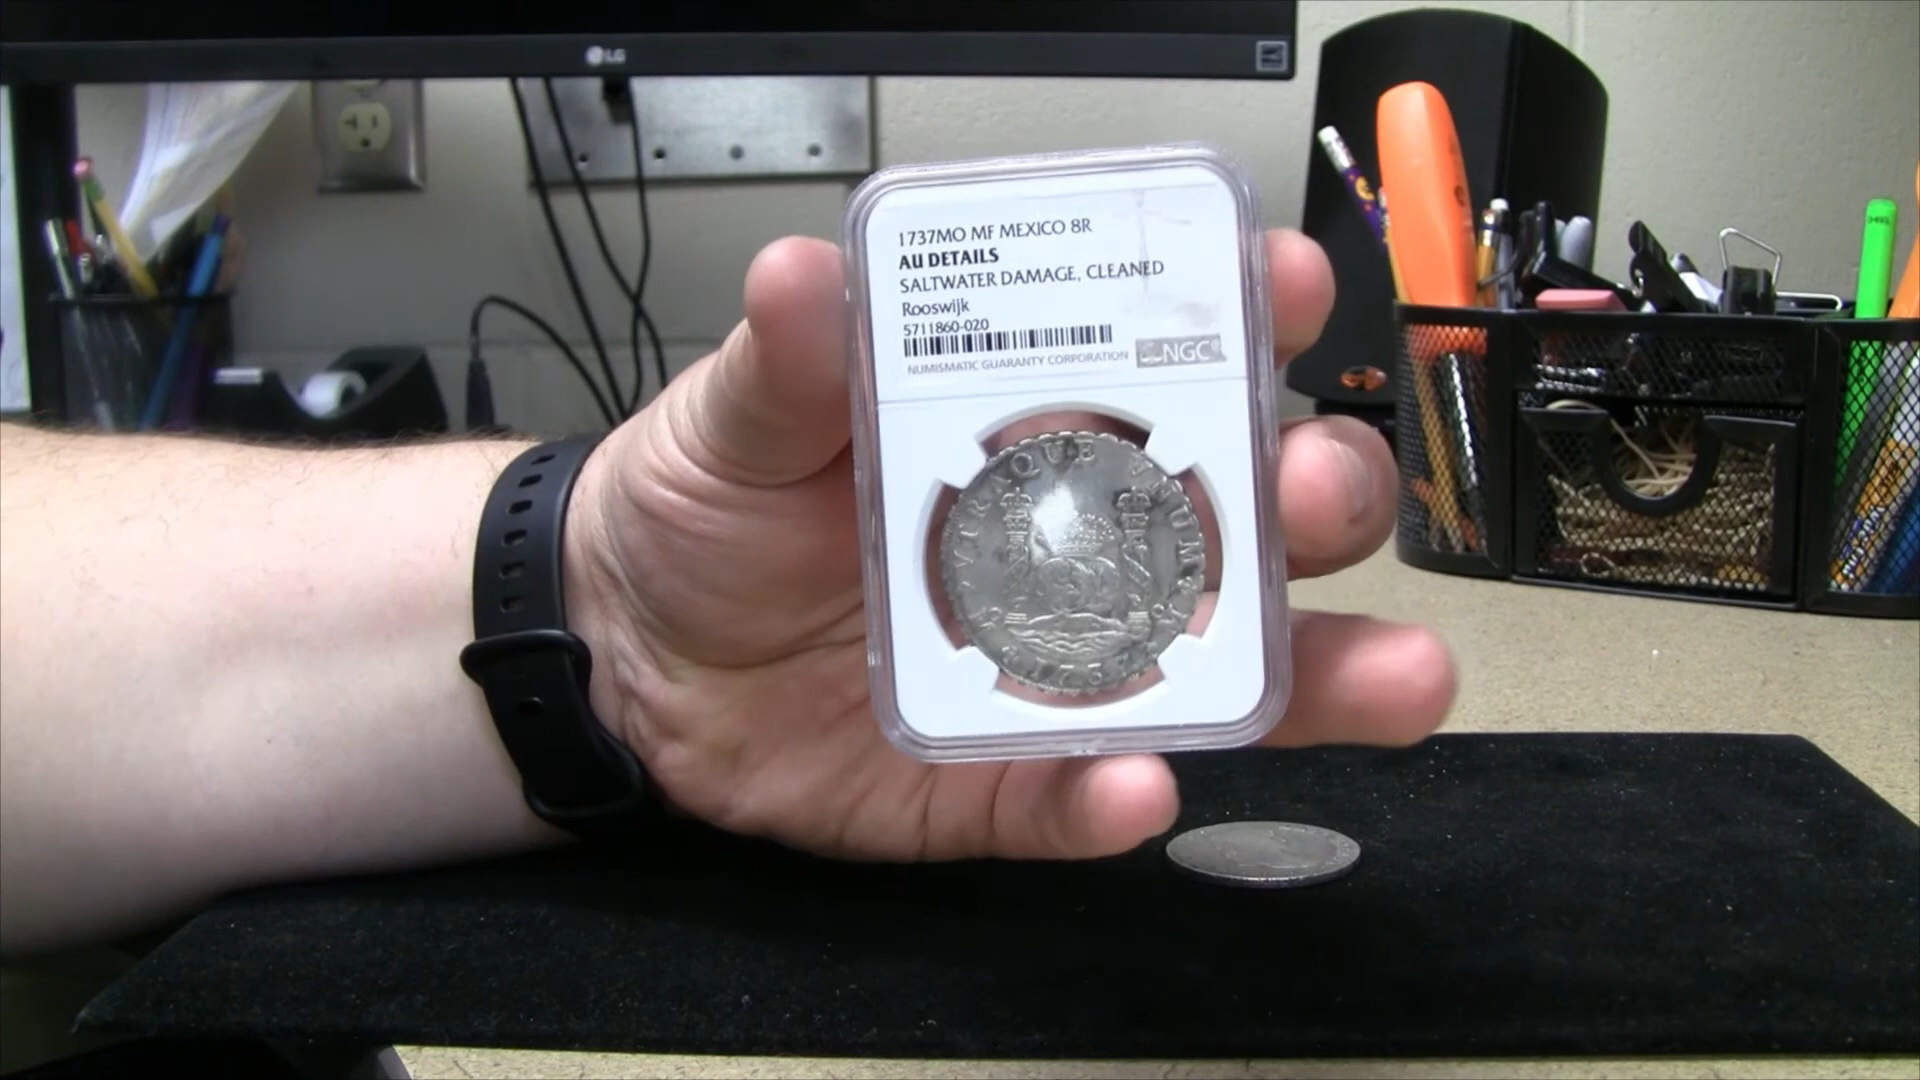 LG
1737MO MF MEXICO 8R
AU DETAILS
SALTWATER DAMAGE, CLEANED
Rooswijk
5711860-020
NUMISMATIC GUARANTY CORPORATION
NGC®
VTRAQUE VNUM
1737